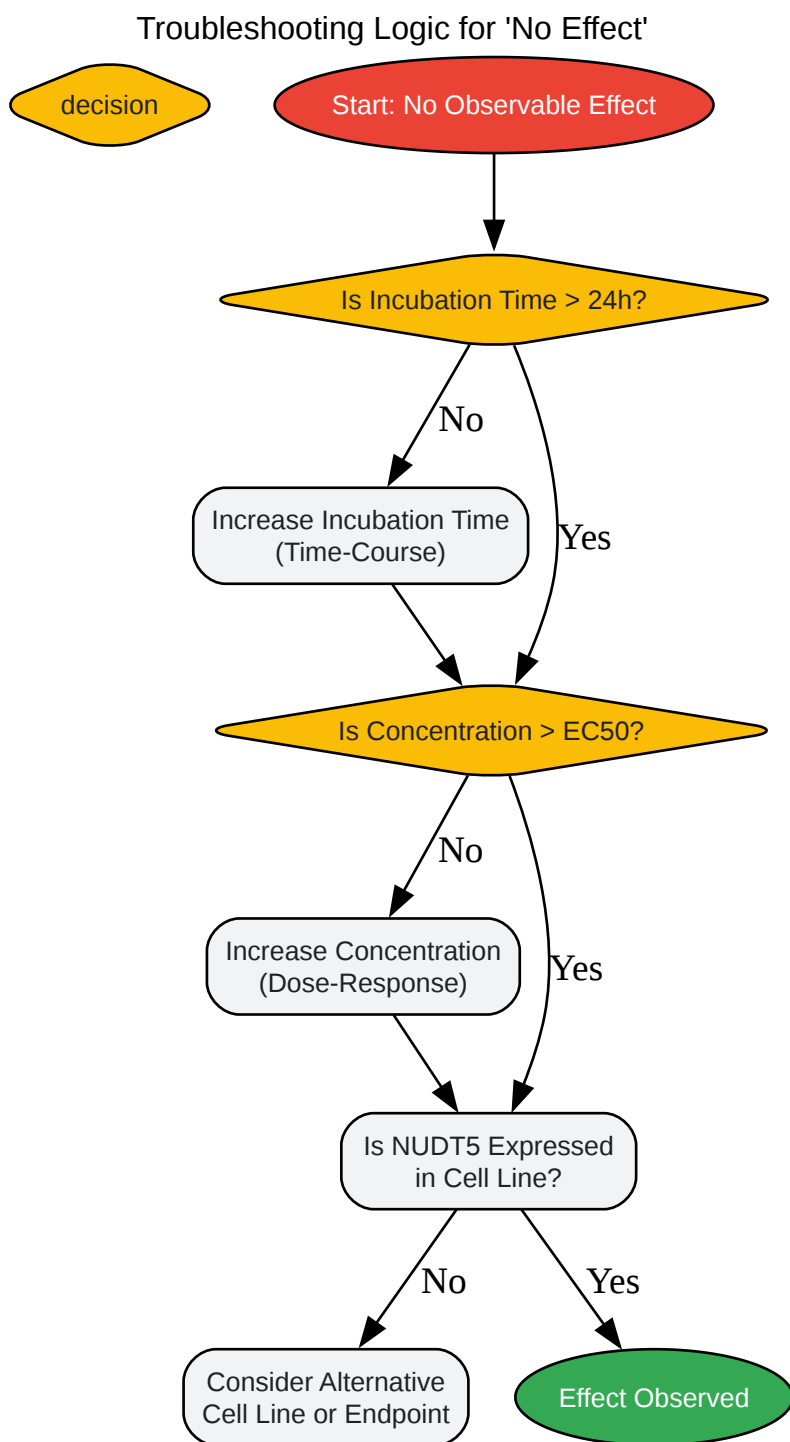 Troubleshooting Logic for 'No Effect'
decision
Start: No Observable Effect
Is Incubation Time > 24h?
No
Increase Incubation Time
(Time-Course)
Yes
Is Concentration > EC50?
No
Increase Concentration
(Dose-Response)
Yes
Is NUDT5 Expressed
in Cell Line?
No
Yes
Consider Alternative
Cell Line or Endpoint
Effect Observed